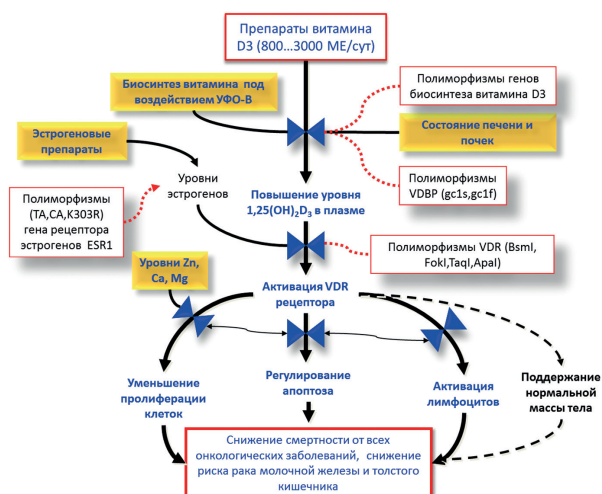 Препараты витамина
D3 (800...3000 МЕ/сут)
Биосинтез витамина под
воздействием УФО-В
Полиморфизмы генов
биосинтеза витамина D3
Эстрогеновые
препараты
Состояние печени и
почек
Уровни
эстрогенов
Полиморфизмы
VDBP (gc1s,gc1f)
Полиморфизмы
(TA,CA,K303R)
гена рецептора
эстрогенов ESR1
Повышение уровня
1,25(OH)₂D₃ в плазме
Полиморфизмы VDR (BsmI,
FokI,TaqI,ApaI)
Уровни Zn,
Ca, Mg
Активация VDR
рецептора
Уменьшение
пролиферации
клеток
Регулирование
апоптоза
Активация
лимфоцитов
Поддержание
нормальной
массы тела
Снижение смертности от всех
онкологических заболеваний, снижение
риска рака молочной железы и толстого
кишечника